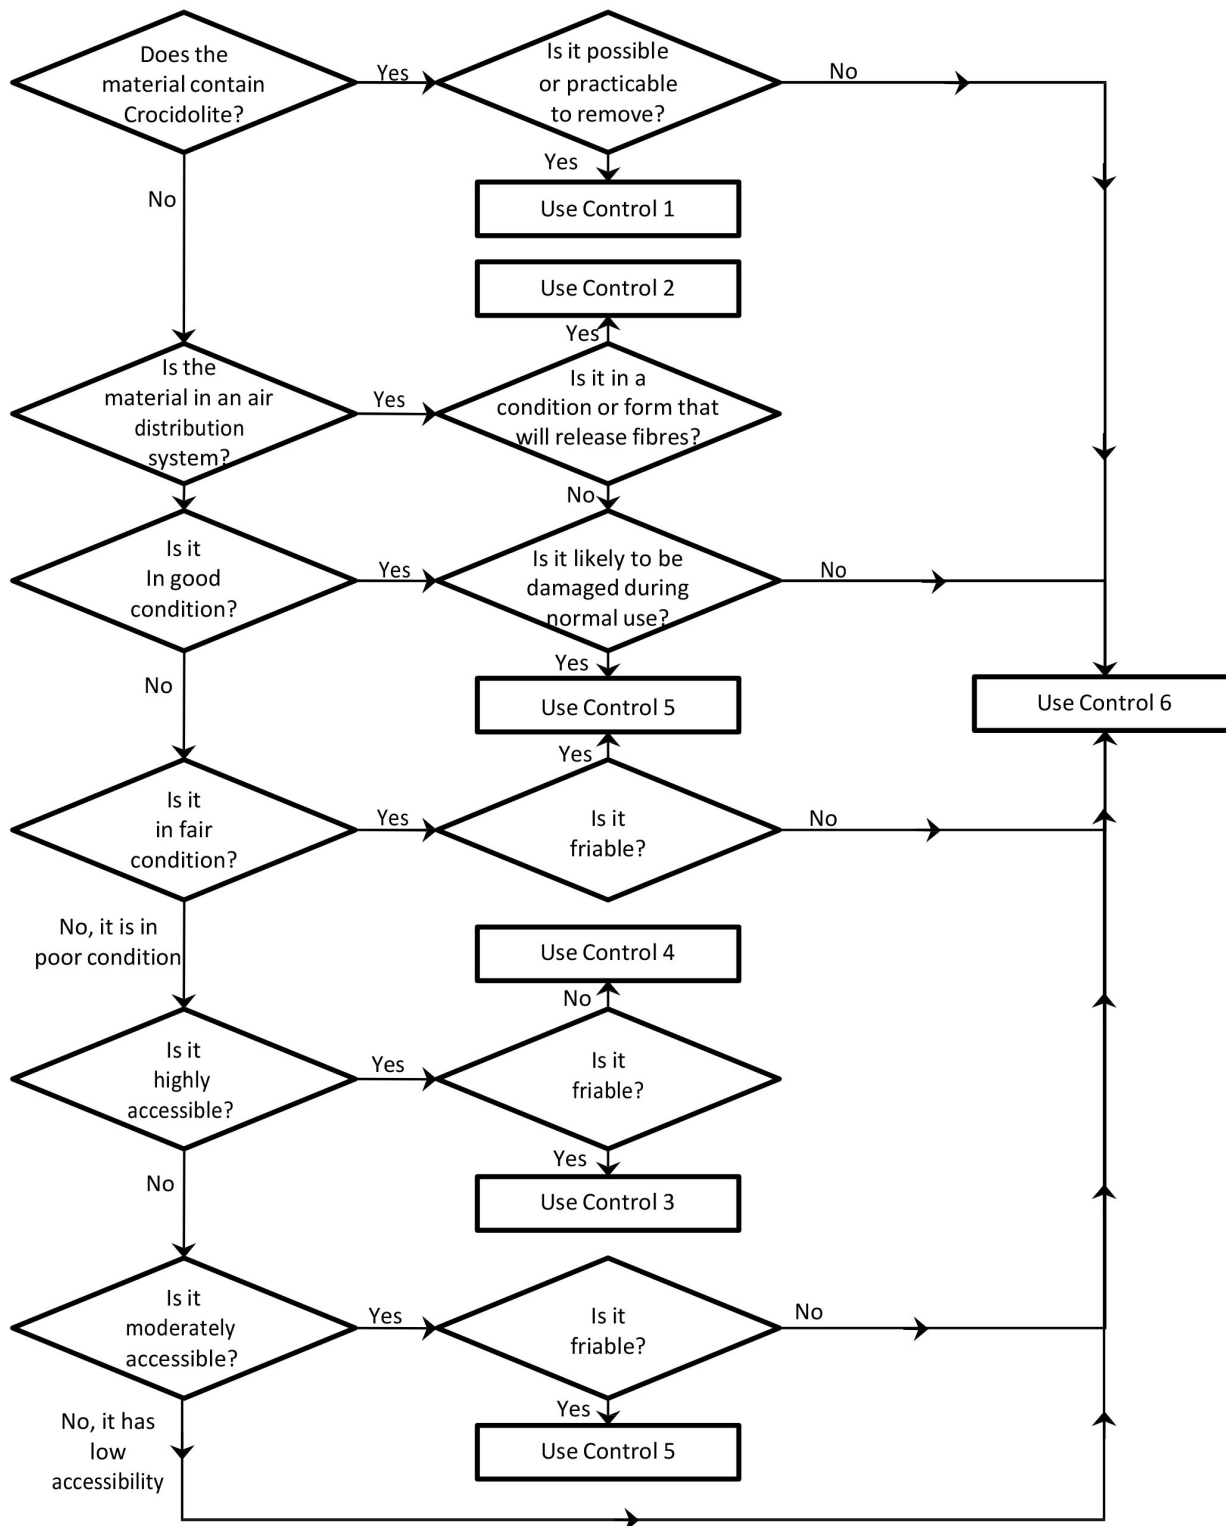 Does the
material contain
Crocidolite?
Yes
Is it possible
or practicable
to remove?
No
Yes
Use Control 1
No
Use Control 2
Yes
Is the
material in an air
distribution
system?
Yes
Is it in a
condition or form that
will release fibres?
No
Is it
In good
condition?
Yes
Is it likely to be
damaged during
normal use?
No
Yes
Use Control 5
Use Control 6
No
Yes
Is it
in fair
condition?
Yes
Is it
friable?
No
No, it is in
poor condition
Use Control 4
No
Is it
highly
accessible?
Yes
Is it
friable?
Yes
Use Control 3
No
Is it
moderately
accessible?
Yes
Is it
friable?
No
Yes
Use Control 5
No, it has
low
accessibility